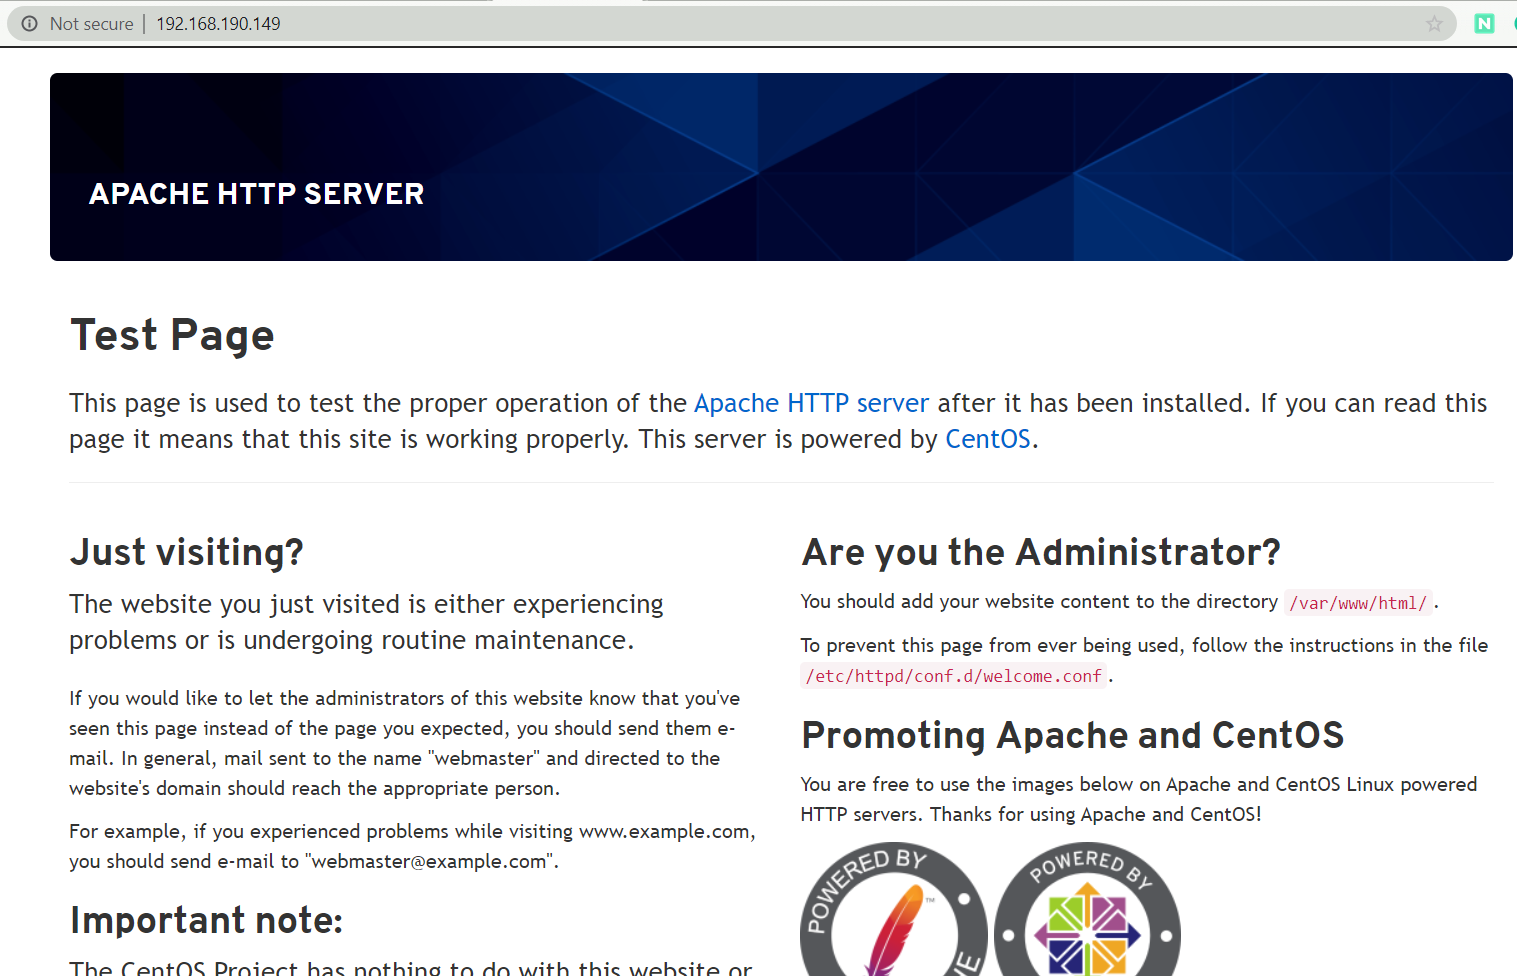 Not secure | 192.168.190.149
N
APACHE HTTP SERVER
Test Page
This page is used to test the proper operation of the Apache HTTP server after it has been installed. If you can read this
page it means that this site is working properly. This server is powered by CentOS.
Just visiting?
The website you just visited is either experiencing
problems or is undergoing routine maintenance.
If you would like to let the administrators of this website know that you've
seen this page instead of the page you expected, you should send them e-
mail. In general, mail sent to the name "webmaster" and directed to the
website's domain should reach the appropriate person.
For example, if you experienced problems while visiting www.example.com,
you should send e-mail to "webmaster@example.com".
Important note:
The CentOS Project has nothing to do with this website or
Are you the Administrator?
You should add your website content to the directory /var/www/html/.
To prevent this page from ever being used, follow the instructions in the file
/etc/httpd/conf.d/welcome.conf.
Promoting Apache and CentOS
You are free to use the images below on Apache and CentOS Linux powered
HTTP servers. Thanks for using Apache and CentOS!
POWERED BY
TM
POWERED BY